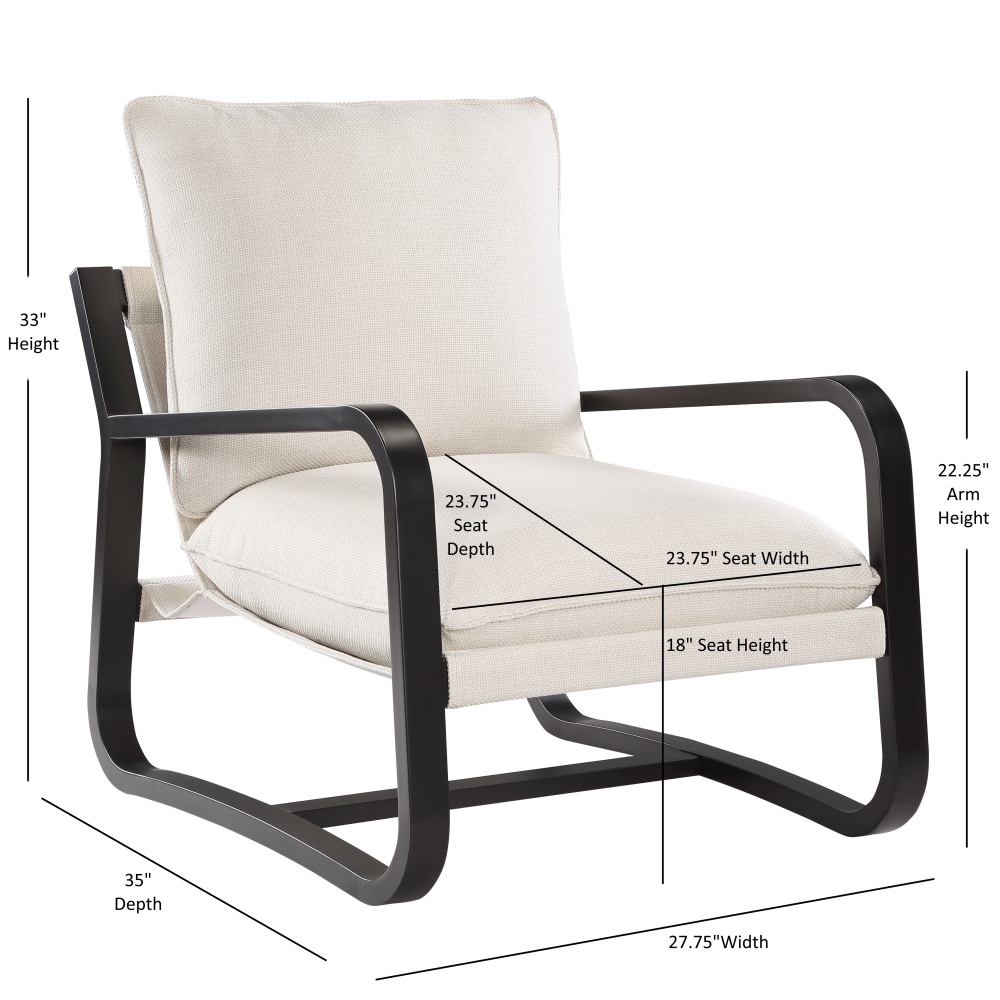 33"
Height
22.25"
Arm
Height
23.75"
Seat
Depth
23.75" Seat Width
18" Seat Height
35"
Depth
27.75"Width